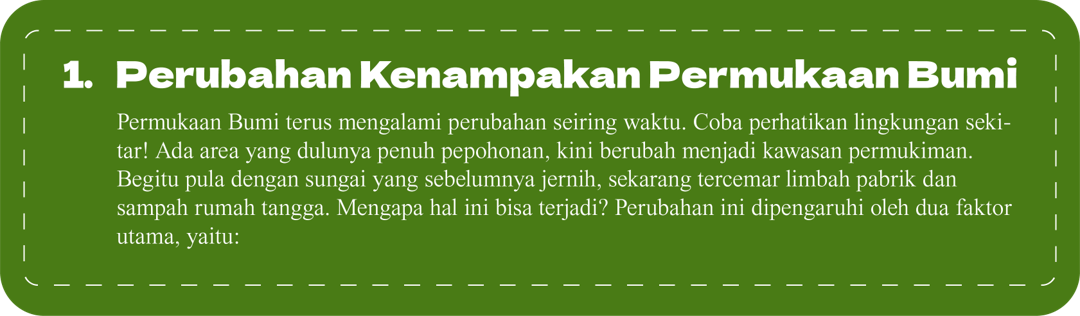 1. Perubahan Kenampakan Permukaan Bumi
Permukaan Bumi terus mengalami perubahan seiring waktu. Coba perhatikan lingkungan seki-
tar! Ada area yang dulunya penuh pepohonan, kini berubah menjadi kawasan permukiman.
Begitu pula dengan sungai yang sebelumnya jernih, sekarang tercemar limbah pabrik dan
sampah rumah tangga. Mengapa hal ini bisa terjadi? Perubahan ini dipengaruhi oleh dua faktor
utama, yaitu: